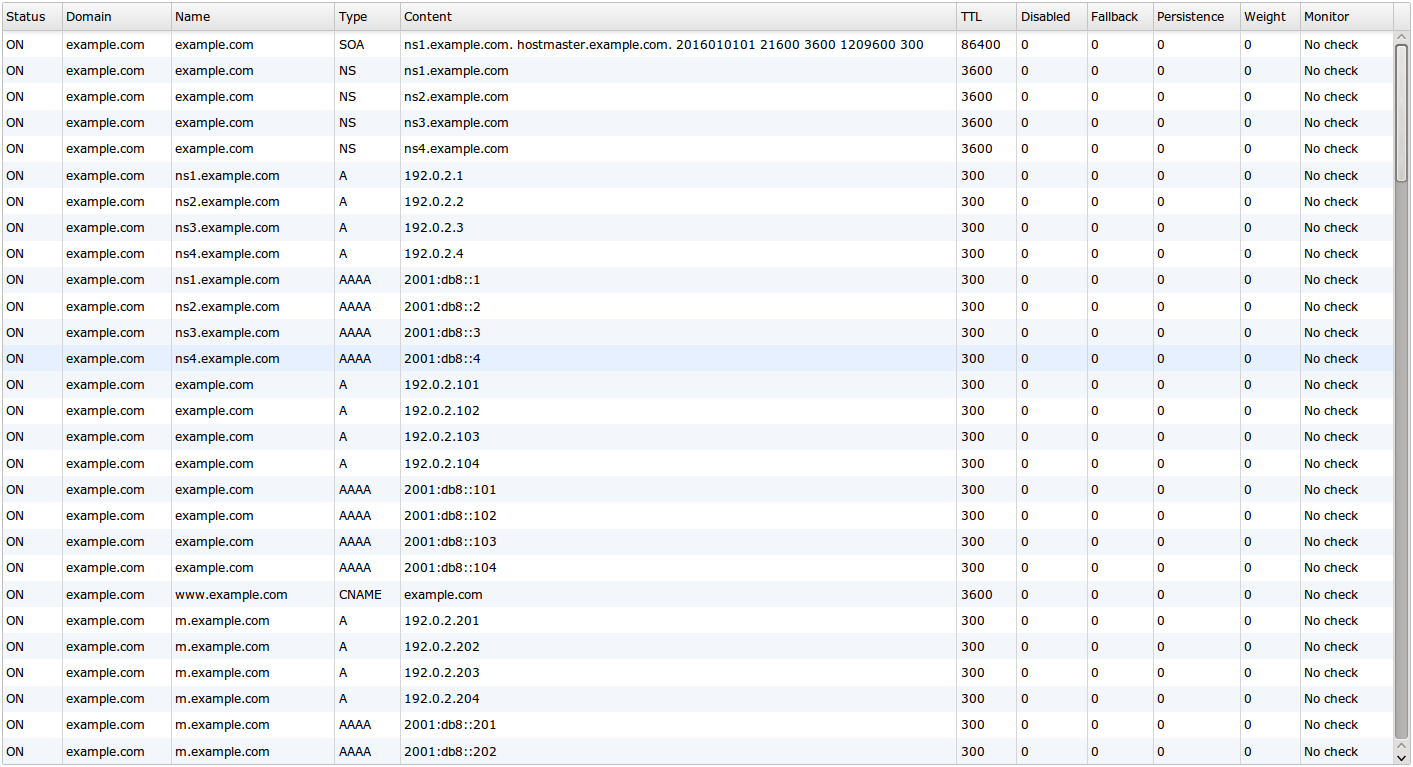 Status Domain Name Type Content TTL Disabled Fallback Persistence Weight Monitor
ON example.com example.com SOA ns1.example.com. hostmaster.example.com. 2016010101 21600 3600 1209600 300 86400 0 0 0 0 No check
ON example.com example.com NS ns1.example.com 3600 0 0 0 0 No check
ON example.com example.com NS ns2.example.com 3600 0 0 0 0 No check
ON example.com example.com NS ns3.example.com 3600 0 0 0 0 No check
ON example.com example.com NS ns4.example.com 3600 0 0 0 0 No check
ON example.com ns1.example.com A 192.0.2.1 300 0 0 0 0 No check
ON example.com ns2.example.com A 192.0.2.2 300 0 0 0 0 No check
ON example.com ns3.example.com A 192.0.2.3 300 0 0 0 0 No check
ON example.com ns4.example.com A 192.0.2.4 300 0 0 0 0 No check
ON example.com ns1.example.com AAAA 2001:db8::1 300 0 0 0 0 No check
ON example.com ns2.example.com AAAA 2001:db8::2 300 0 0 0 0 No check
ON example.com ns3.example.com AAAA 2001:db8::3 300 0 0 0 0 No check
ON example.com ns4.example.com AAAA 2001:db8::4 300 0 0 0 0 No check
ON example.com example.com A 192.0.2.101 300 0 0 0 0 No check
ON example.com example.com A 192.0.2.102 300 0 0 0 0 No check
ON example.com example.com A 192.0.2.103 300 0 0 0 0 No check
ON example.com example.com A 192.0.2.104 300 0 0 0 0 No check
ON example.com example.com AAAA 2001:db8::101 300 0 0 0 0 No check
ON example.com example.com AAAA 2001:db8::102 300 0 0 0 0 No check
ON example.com example.com AAAA 2001:db8::103 300 0 0 0 0 No check
ON example.com example.com AAAA 2001:db8::104 300 0 0 0 0 No check
ON example.com www.example.com CNAME example.com 3600 0 0 0 0 No check
ON example.com m.example.com A 192.0.2.201 300 0 0 0 0 No check
ON example.com m.example.com A 192.0.2.202 300 0 0 0 0 No check
ON example.com m.example.com A 192.0.2.203 300 0 0 0 0 No check
ON example.com m.example.com A 192.0.2.204 300 0 0 0 0 No check
ON example.com m.example.com AAAA 2001:db8::201 300 0 0 0 0 No check
ON example.com m.example.com AAAA 2001:db8::202 300 0 0 0 0 No check